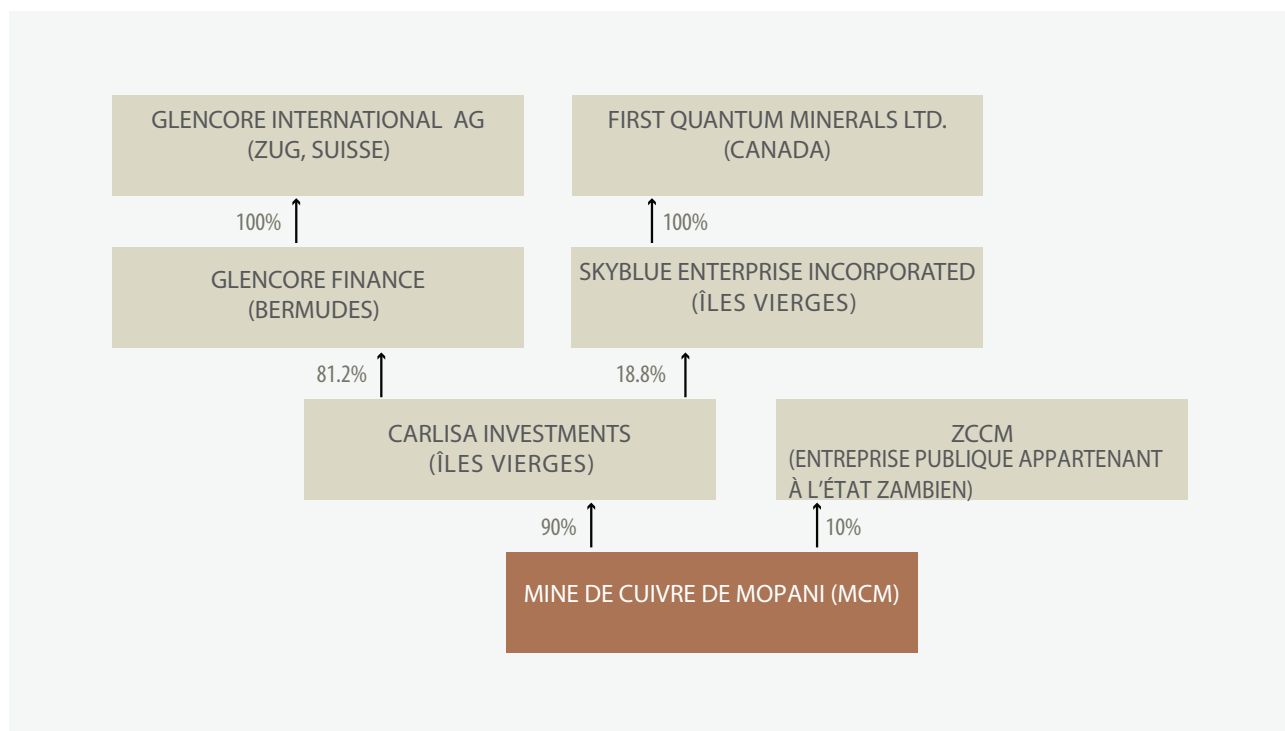 GLENCORE INTERNATIONAL AG
(ZUG, SUISSE)
FIRST QUANTUM MINERALS LTD.
(CANADA)
100%
100%
GLENCORE FINANCE
(BERMUDES)
SKYBLUE ENTERPRISE INCORPORATED
(ÎLES VIERGES)
81.2%
18.8%
CARLISA INVESTMENTS
(ÎLES VIERGES)
ZCCM
(ENTREPRISE PUBLIQUE APPARTENANT
À L’ÉTAT ZAMBIEN)
90%
10%
MINE DE CUIVRE DE MOPANI (MCM)